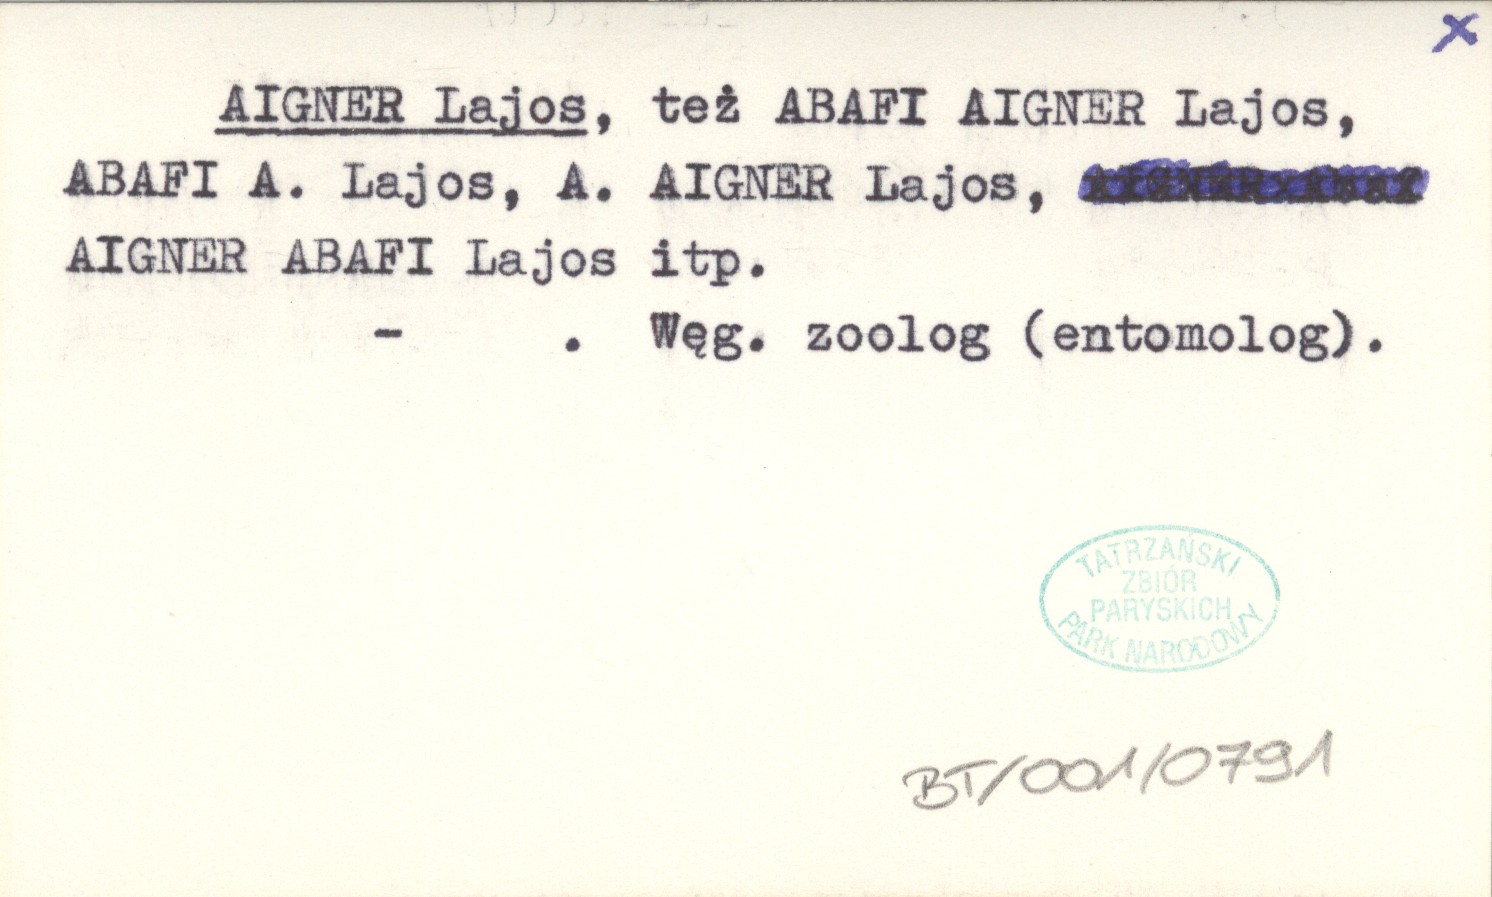 x
AIGNER Lajos, też ABAFI AIGNER Lajos,
ABAFI A. Lajos, A. AIGNER Lajos,
AIGNER ABAFI Lajos itp.
- . Węg. zoolog (entomolog).
TATRZAŃSKI
ZBIÓR
PARYSKICH
PARK NARODOWY
BT/001/0791